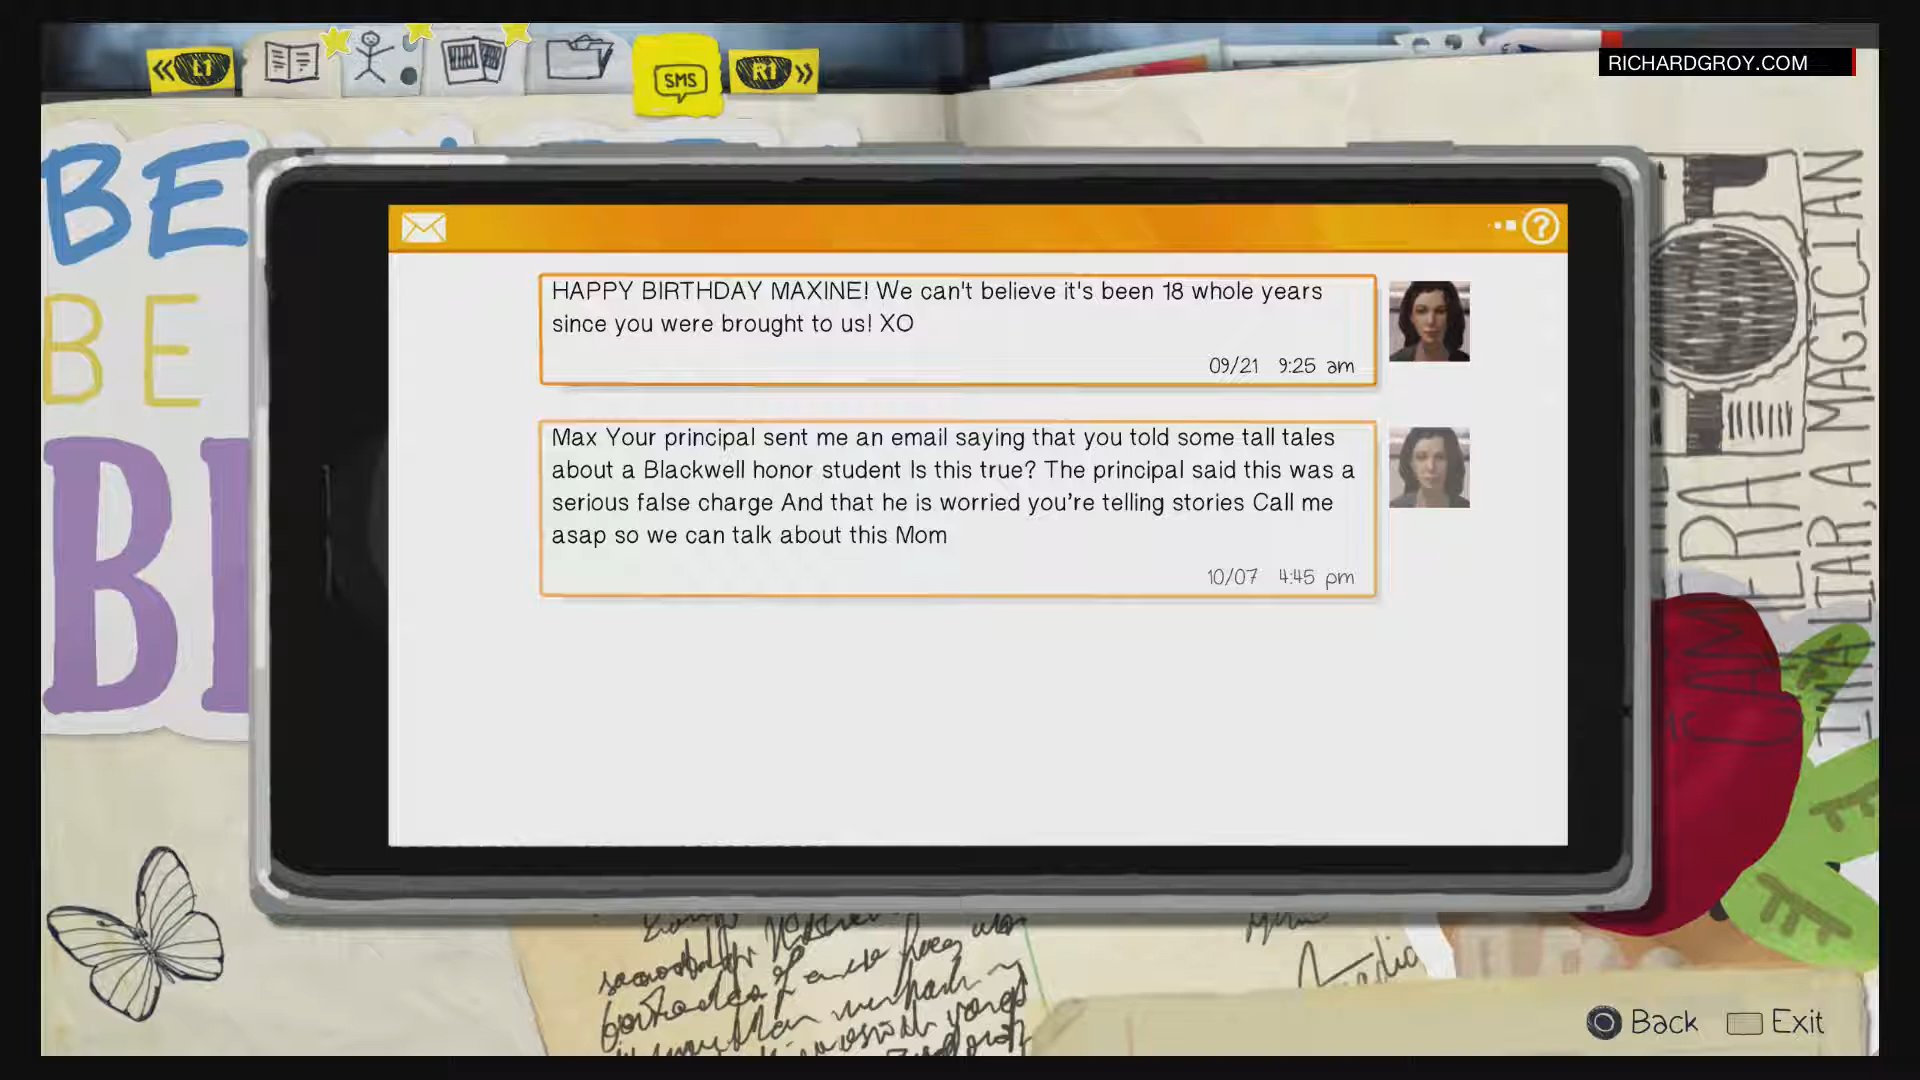 L1
SMS
R1
RICHARDGROY.COM
BE
BE
HAPPY BIRTHDAY MAXINE! We can't believe it's been 18 whole years
since you were brought to us! XO
09/21 9:25 am
Max Your principal sent me an email saying that you told some tall tales
about a Blackwell honor student Is this true? The principal said this was a
serious false charge And that he is worried you're telling stories Call me
asap so we can talk about this Mom
10/07 4:45 pm
A MAGICIAN
Back
Exit